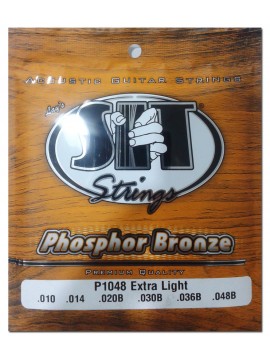 Acoustic Guitar Strings
SIT
Strings
Phosphor Bronze
Premium Quality
P1048 Extra Light
.010 .014 .020B .030B .036B .048B